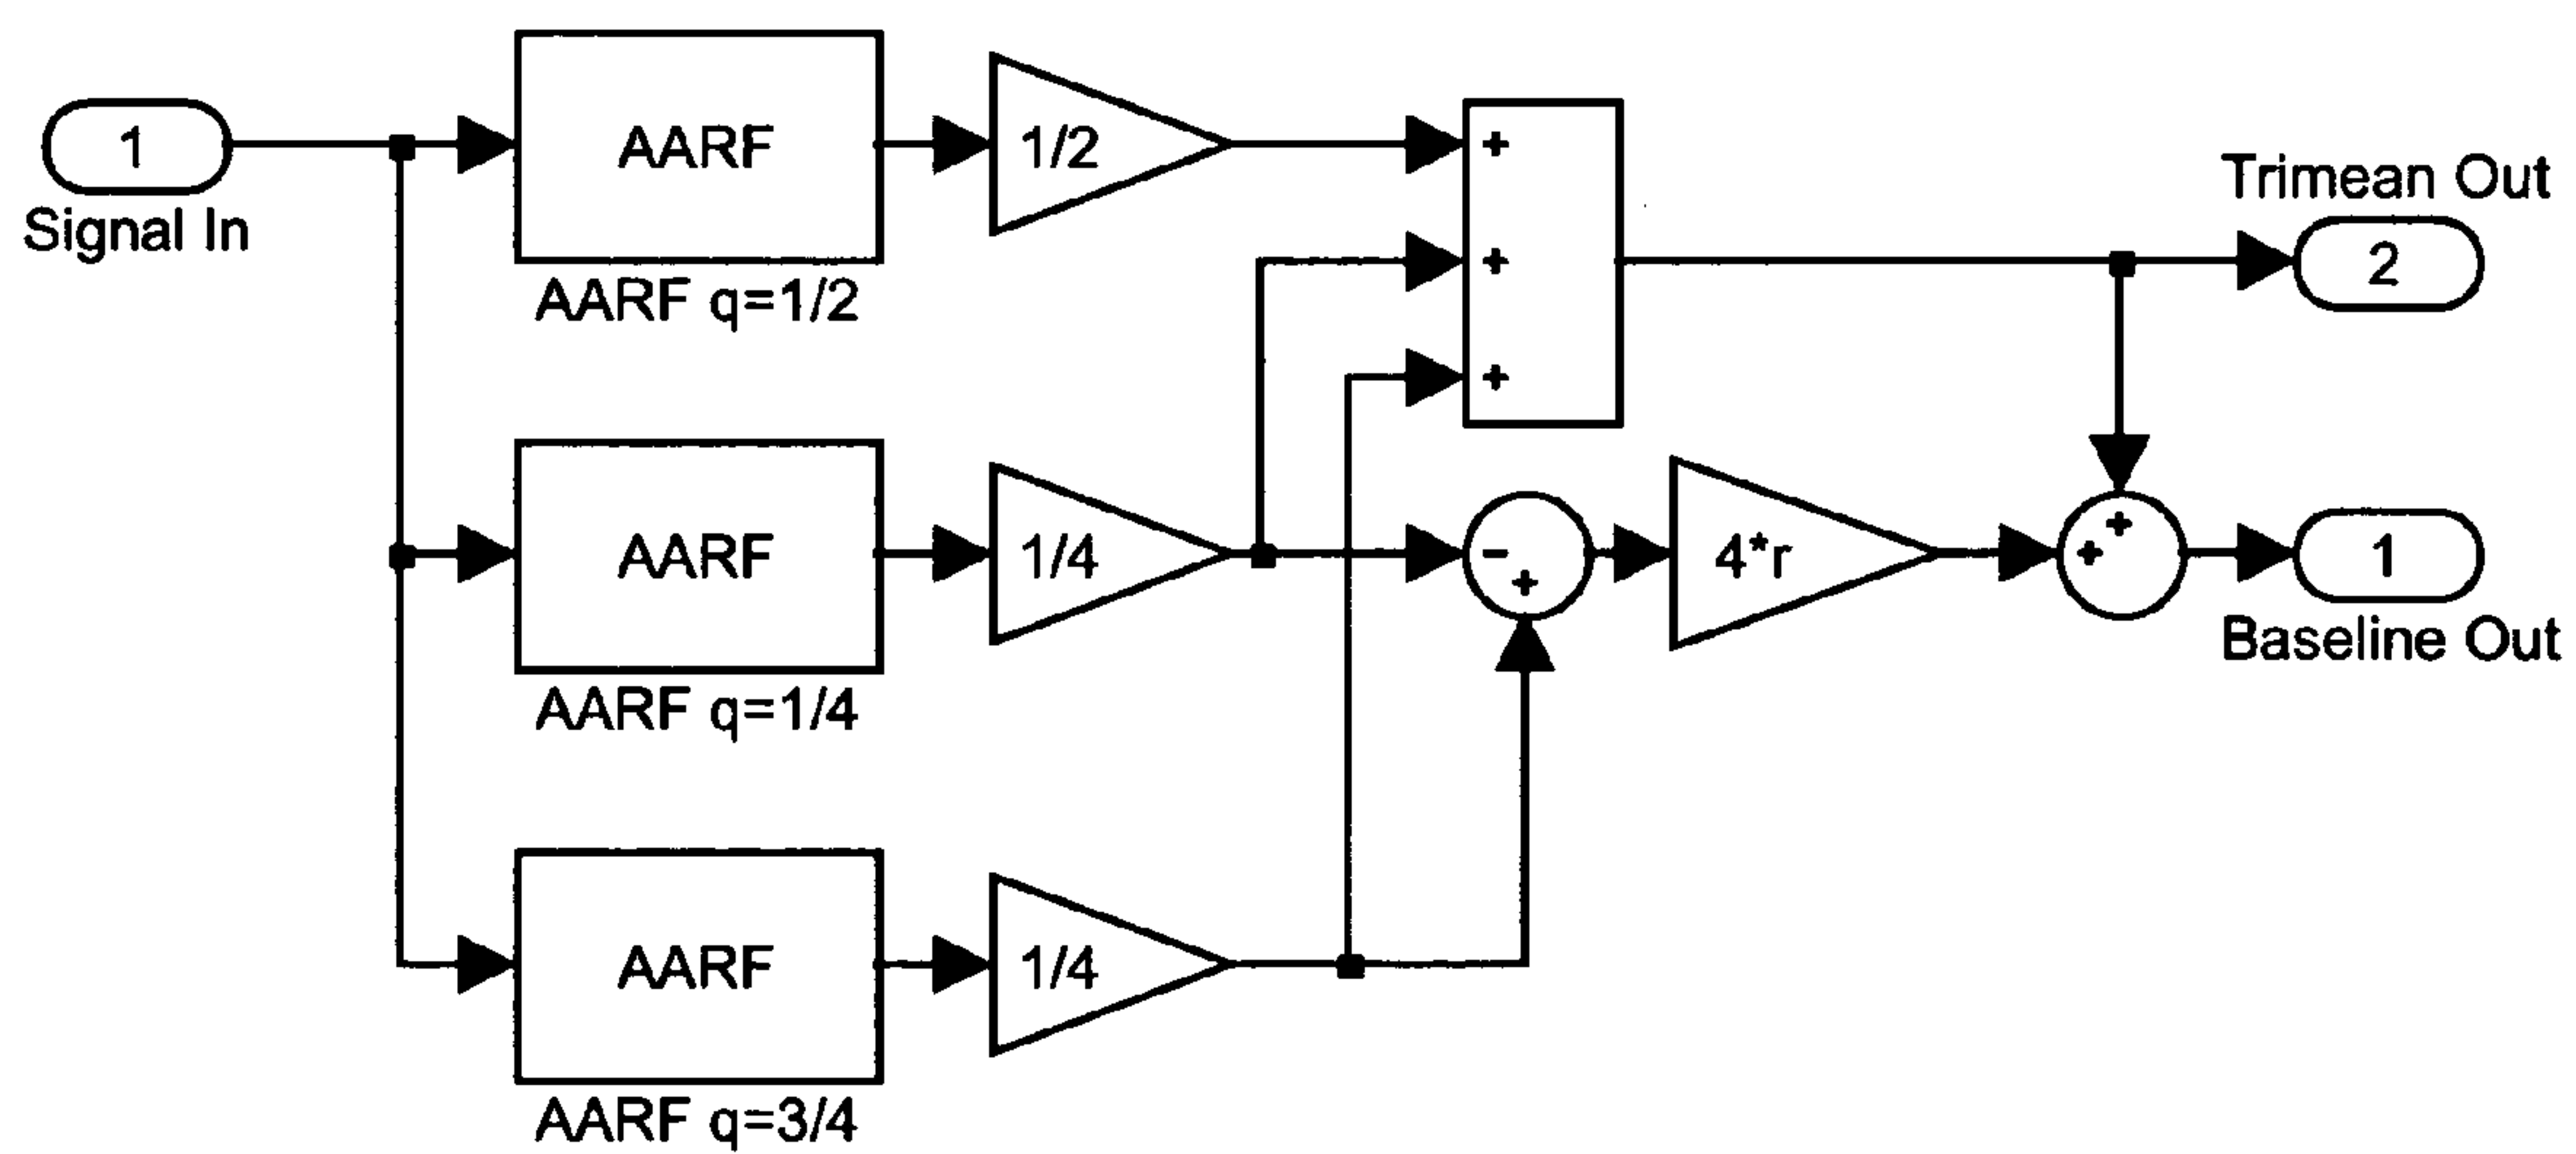 1
Signal In
AARF
AARF q=1/2
1/2
+
+
+
Trimean Out
2
AARF
AARF q=1/4
1/4
-
+
4*r
+
+
1
Baseline Out
AARF
AARF q=3/4
1/4